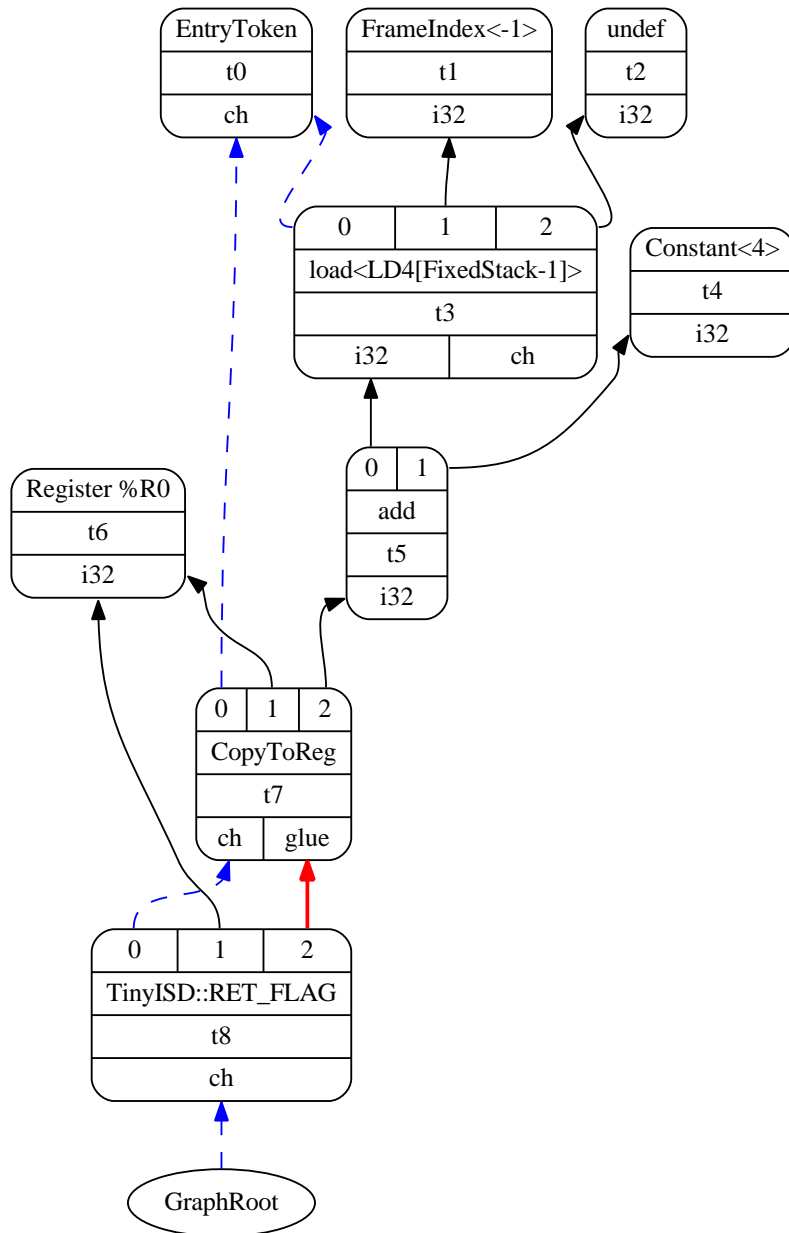 EntryToken
t0
ch
FrameIndex<-1>
t1
i32
undef
t2
i32
0 1 2
load<LD4[FixedStack-1]>
t3
i32 ch
Constant<4>
t4
i32
0 1
add
t5
i32
Register %R0
t6
i32
0 1 2
CopyToReg
t7
ch glue
0 1 2
TinyISD::RET_FLAG
t8
ch
GraphRoot